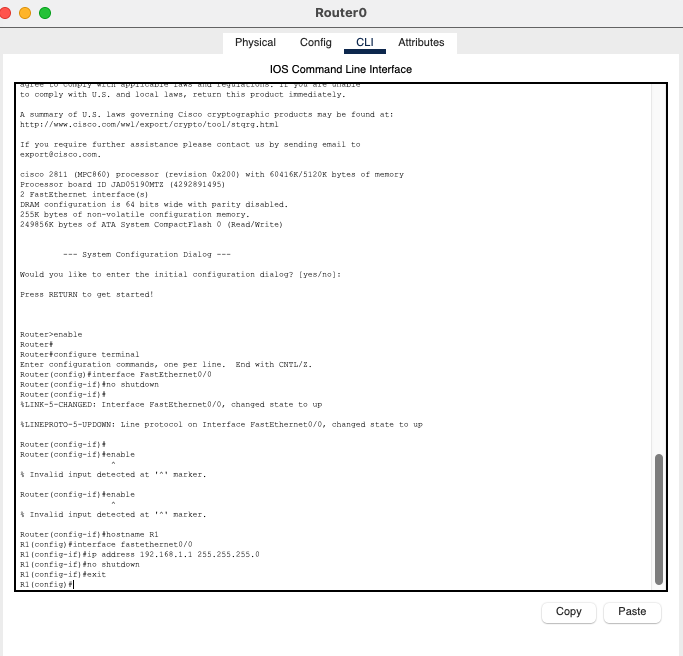 Router0
Physical Config CLI Attributes
IOS Command Line Interface
agree to comply with applicable laws and regulations. If you are unable
to comply with U.S. and local laws, return this product immediately.
A summary of U.S. laws governing Cisco cryptographic products may be found at:
http://www.cisco.com/wwl/export/crypto/tool/stqrg.html
If you require further assistance please contact us by sending email to
export@cisco.com.
cisco 2811 (MPC860) processor (revision 0x200) with 60416K/5120K bytes of memory
Processor board ID JAD05190MTZ (4292891495)
2 FastEthernet interface(s)
DRAM configuration is 64 bits wide with parity disabled.
255K bytes of non-volatile configuration memory.
249856K bytes of ATA System CompactFlash 0 (Read/Write)
--- System Configuration Dialog ---
Would you like to enter the initial configuration dialog? [yes/no]:
Press RETURN to get started!
Router>enable
Router#
Router#configure terminal
Enter configuration commands, one per line.  End with CNTL/Z.
Router(config)#interface FastEthernet0/0
Router(config-if)#no shutdown
Router(config-if)#
%LINK-5-CHANGED: Interface FastEthernet0/0, changed state to up
%LINEPROTO-5-UPDOWN: Line protocol on Interface FastEthernet0/0, changed state to up
Router(config-if)#
Router(config-if)#enable
^
% Invalid input detected at '^' marker.
Router(config-if)#enable
^
% Invalid input detected at '^' marker.
Router(config-if)#hostname R1
R1(config)#interface fastethernet0/0
R1(config-if)#ip address 192.168.1.1 255.255.255.0
R1(config-if)#no shutdown
R1(config-if)#exit
R1(config)#
Copy Paste